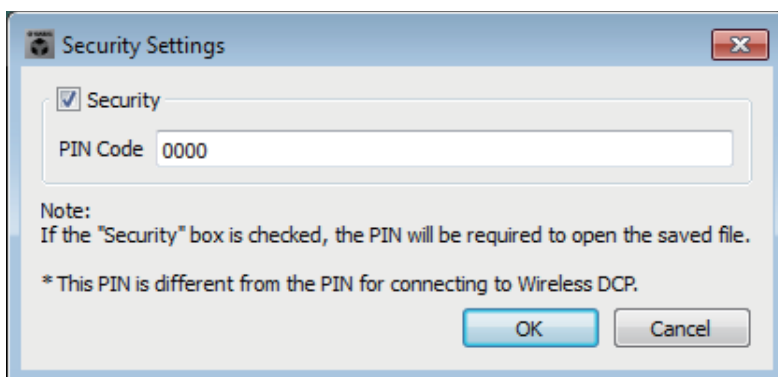 Security Settings
Security
PIN Code 0000
Note:
If the "Security" box is checked, the PIN will be required to open the saved file.
* This PIN is different from the PIN for connecting to Wireless DCP.
OK Cancel